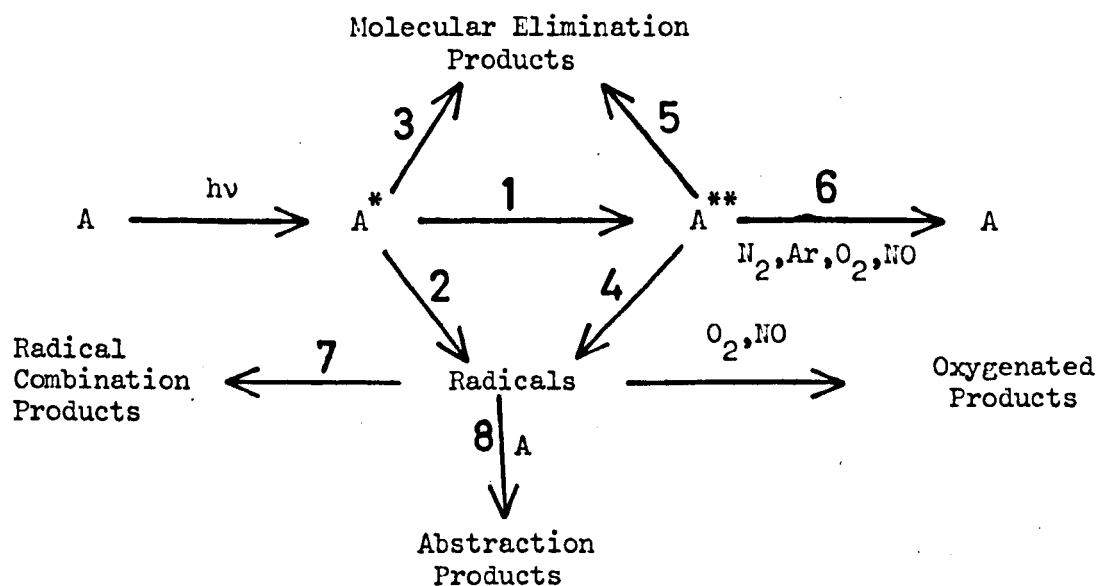 Molecular Elimination
Products
3
5
hν
1
6
A
A*
A**
A
N₂,Ar,O₂,NO
2
4
O₂,NO
Radical
Combination
Products
7
Radicals
Oxygenated
Products
8
A
Abstraction
Products